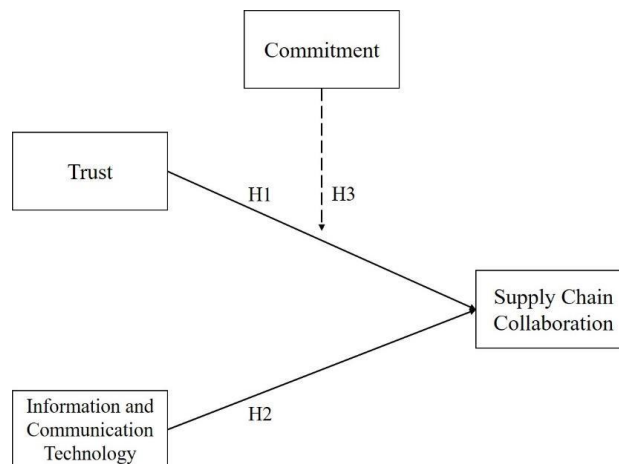 Commitment
Trust
H1
H3
Supply Chain
Collaboration
Information and
Communication
Technology
H2